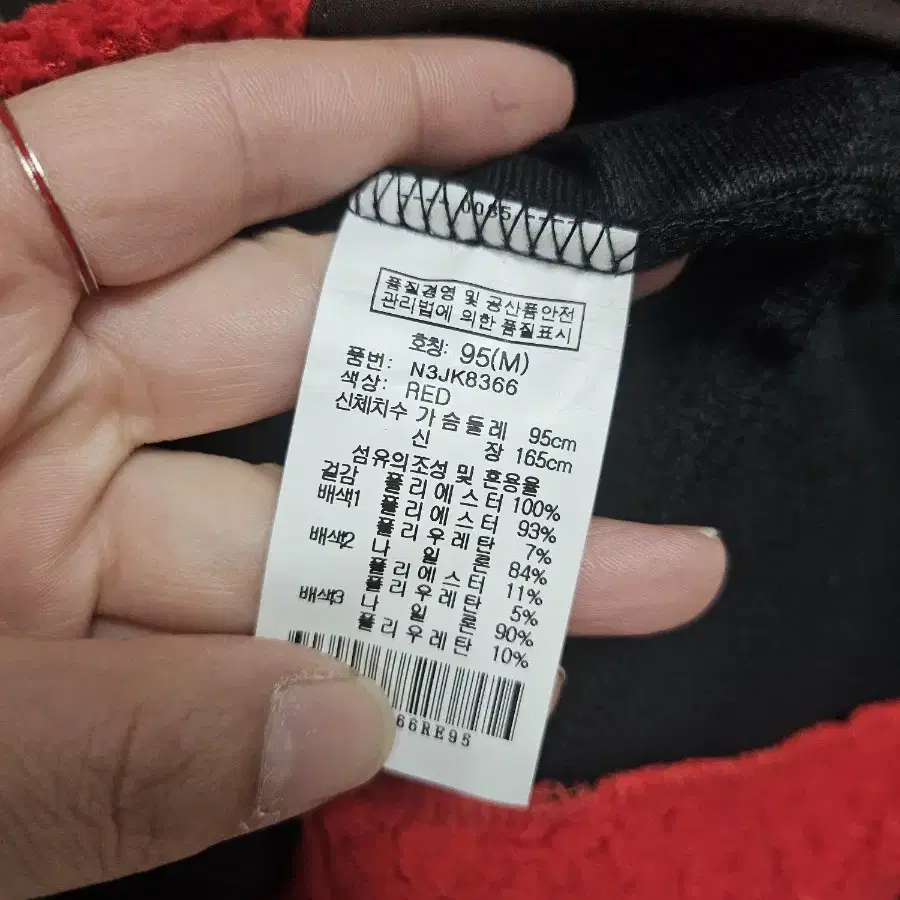 0085
품질경영 및 공산품안전
관리법에 의한 품질표시
호칭: 95(M)
품번: N3JK8366
색상: RED
신체치수 가슴둘레 95cm
신장 165cm
섬유의조성 및 혼용율
겉감 폴리에스터 100%
배색1 폴리에스터 93%
폴리우레탄 7%
배색2 나일론 84%
폴리에스터 11%
폴리우레탄 5%
배색3 나일론 90%
폴리우레탄 10%
66RE95